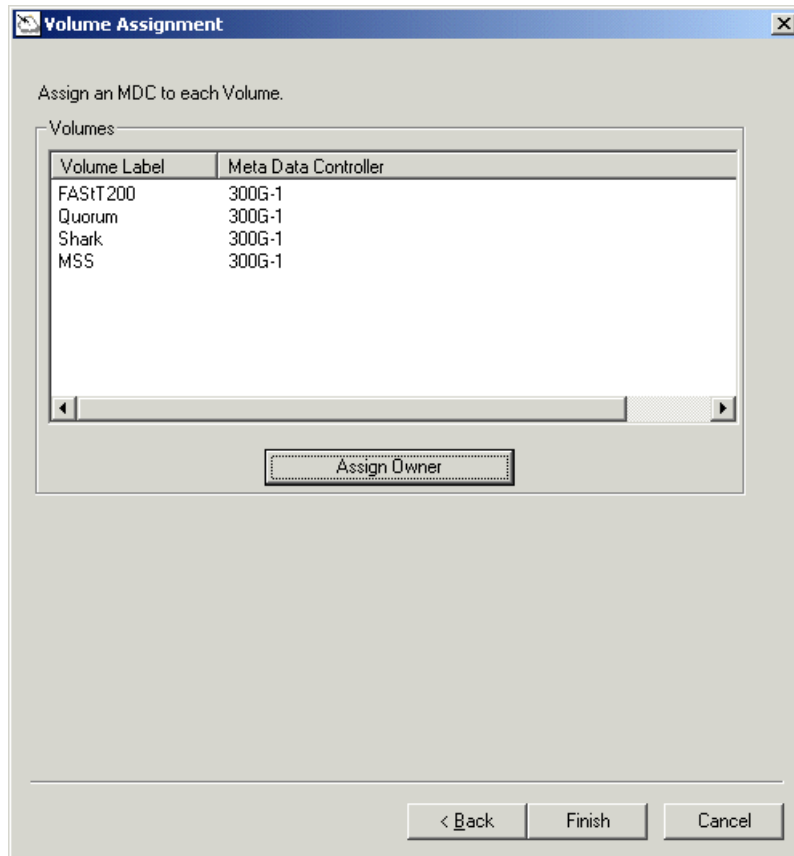 Volume Assignment
Assign an MDC to each Volume.
Volumes
Volume Label Meta Data Controller
FAStT200 300G-1
Quorum 300G-1
Shark 300G-1
MSS 300G-1
Assign Owner
< Back Finish Cancel